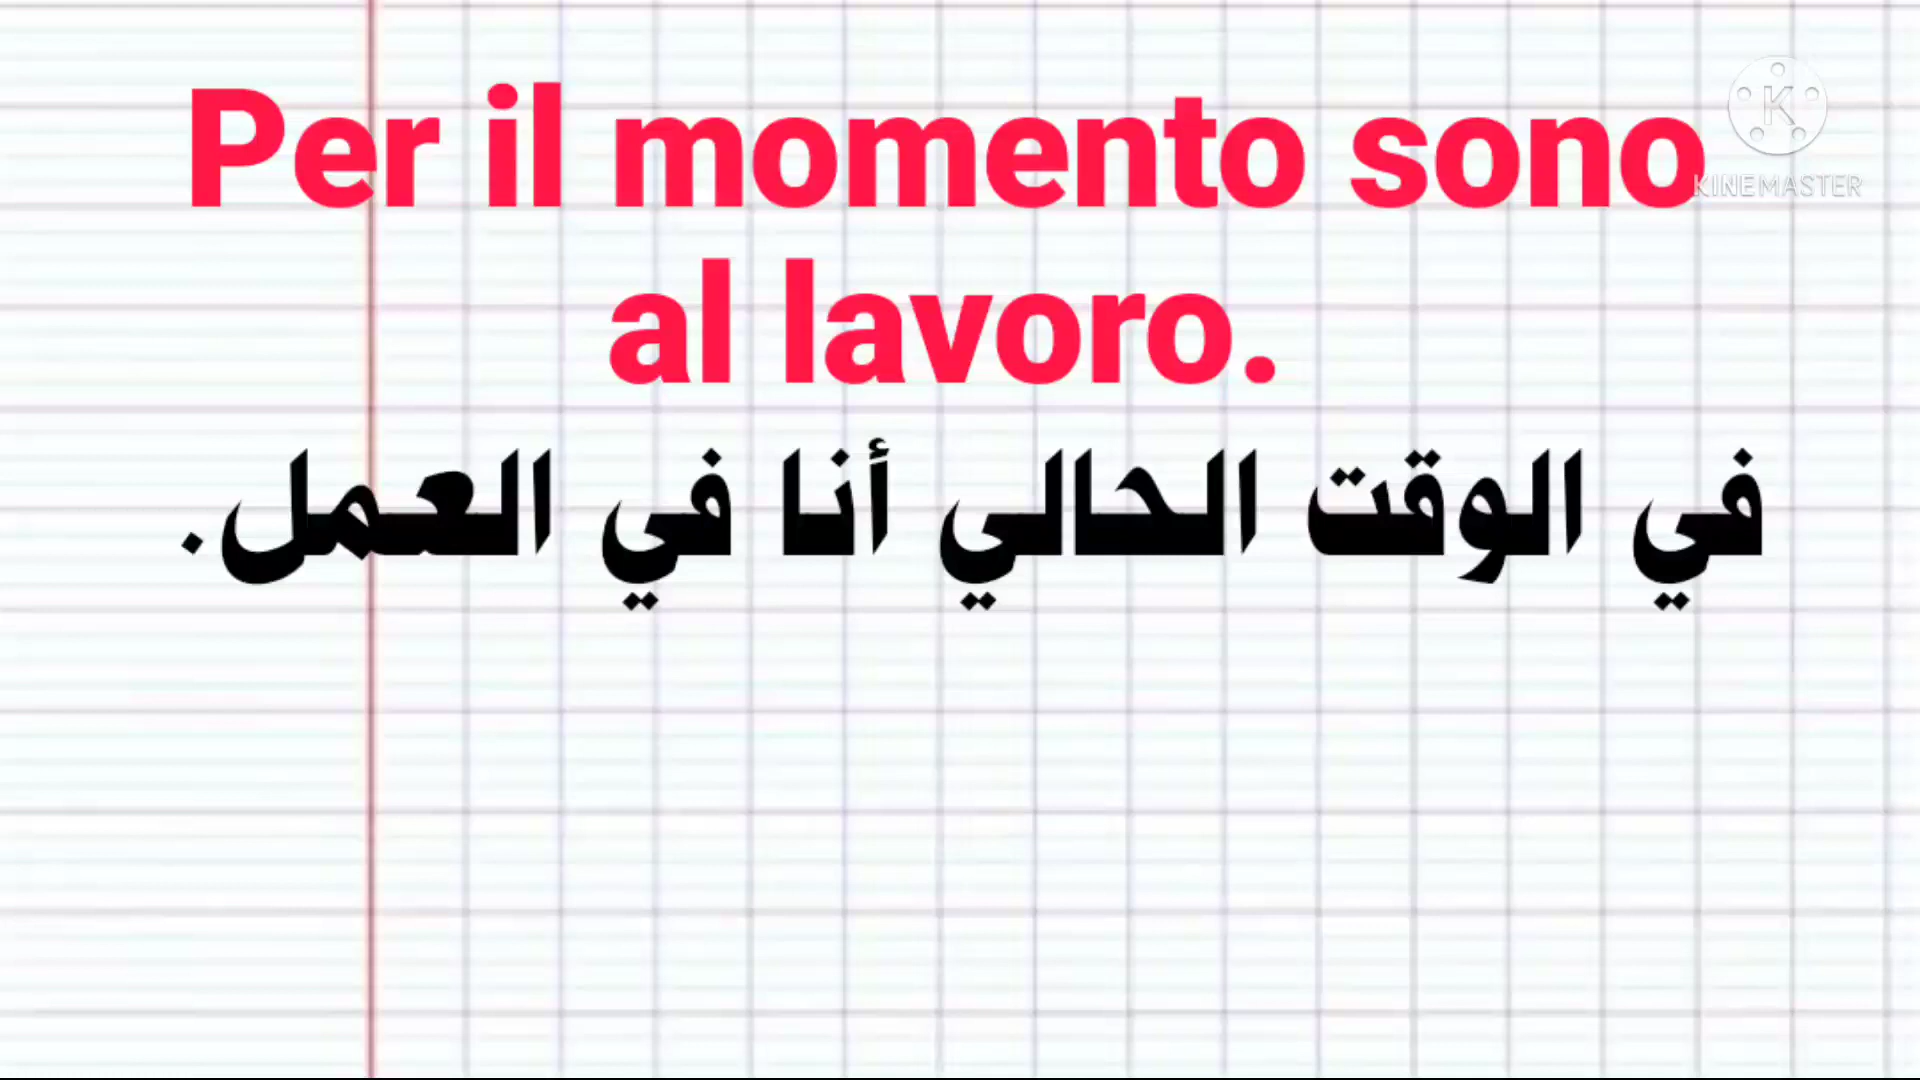 Per il momento sono
al lavoro.
في الوقت الحالي أنا في العمل.
K
KINEMASTER